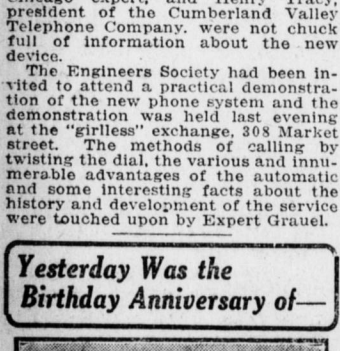 president of the Cumberland Valley
Telephone Company. were not chuck
full of information about the new
device.
The Engineers Society had been in-
vited to attend a practical demonstra-
tion of the new phone system and the
demonstration was held last evening
at the "girlless" exchange, 308 Market
street. The methods of calling by
twisting the dial, the various and innu-
merable advantages of the automatic
and some interesting facts about the
history and development of the service
were touched upon by Expert Grauel.
Yesterday Was the
Birthday Anniversary of—